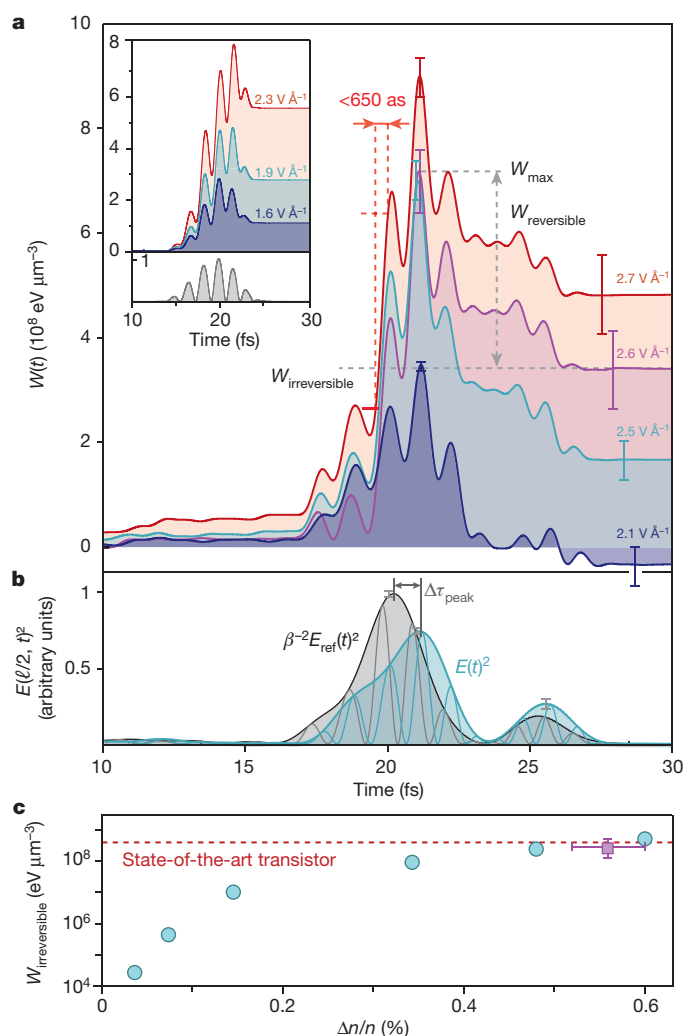 a
10
8
6
4
2
0
W(t) (10⁸ eV μm⁻³)
8
6
4
2
0
1
2.3 V Å⁻¹
1.9 V Å⁻¹
1.6 V Å⁻¹
10 20 30
Time (fs)
<650 as
W_max
W_reversible
W_irreversible
2.7 V Å⁻¹
2.6 V Å⁻¹
2.5 V Å⁻¹
2.1 V Å⁻¹
b
1
0.5
E(ℓ/2, t)²
(arbitrary units)
β⁻²E_ref(t)²
Δτ_peak
E(t)²
10 15 20 25 30
Time (fs)
c
W_irreversible (eV μm⁻³)
10⁸
10⁶
10⁴
State-of-the-art transistor
0 0.2 0.4 0.6
Δn/n (%)